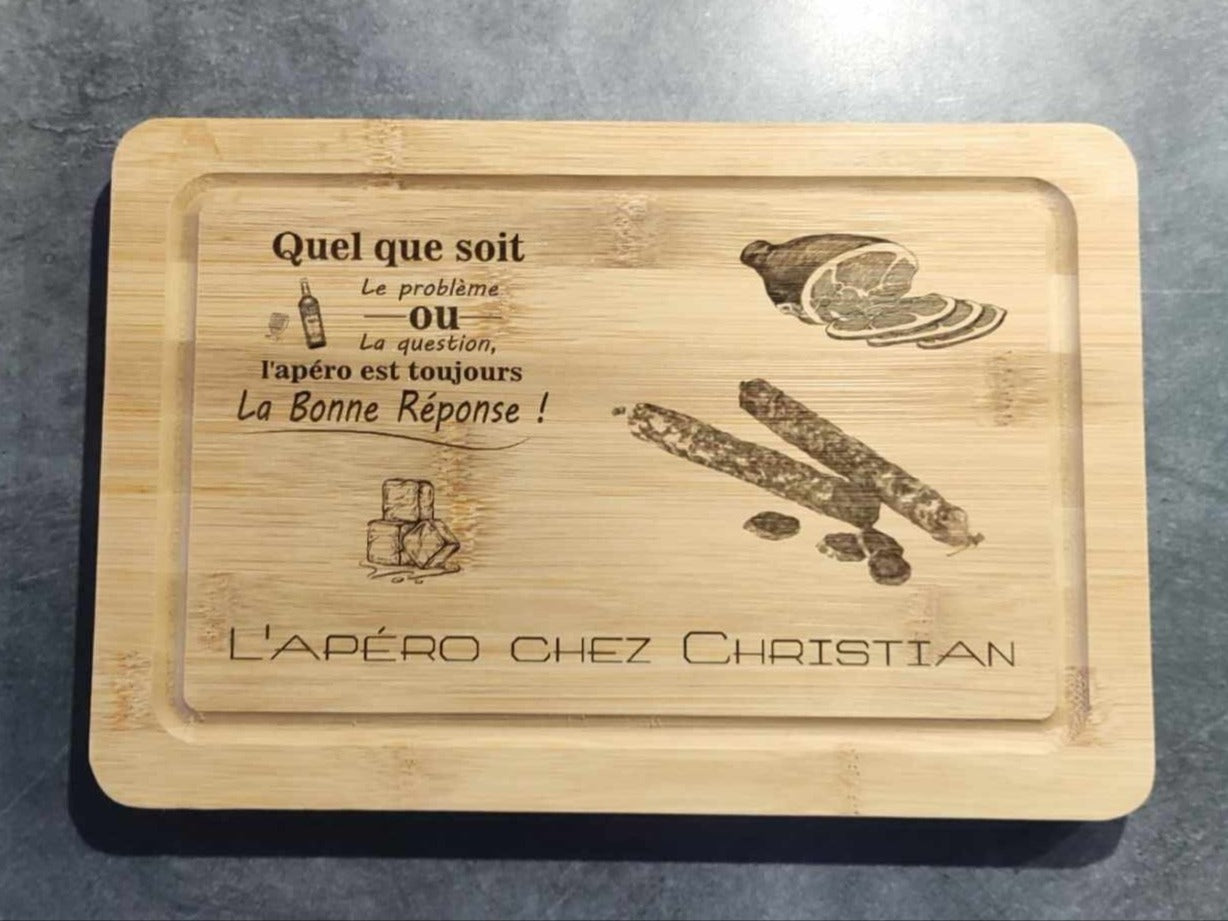 Quel que soit
Le problème
ou
La question,
l'apéro est toujours
La Bonne Réponse !
L'apéro chez Christian